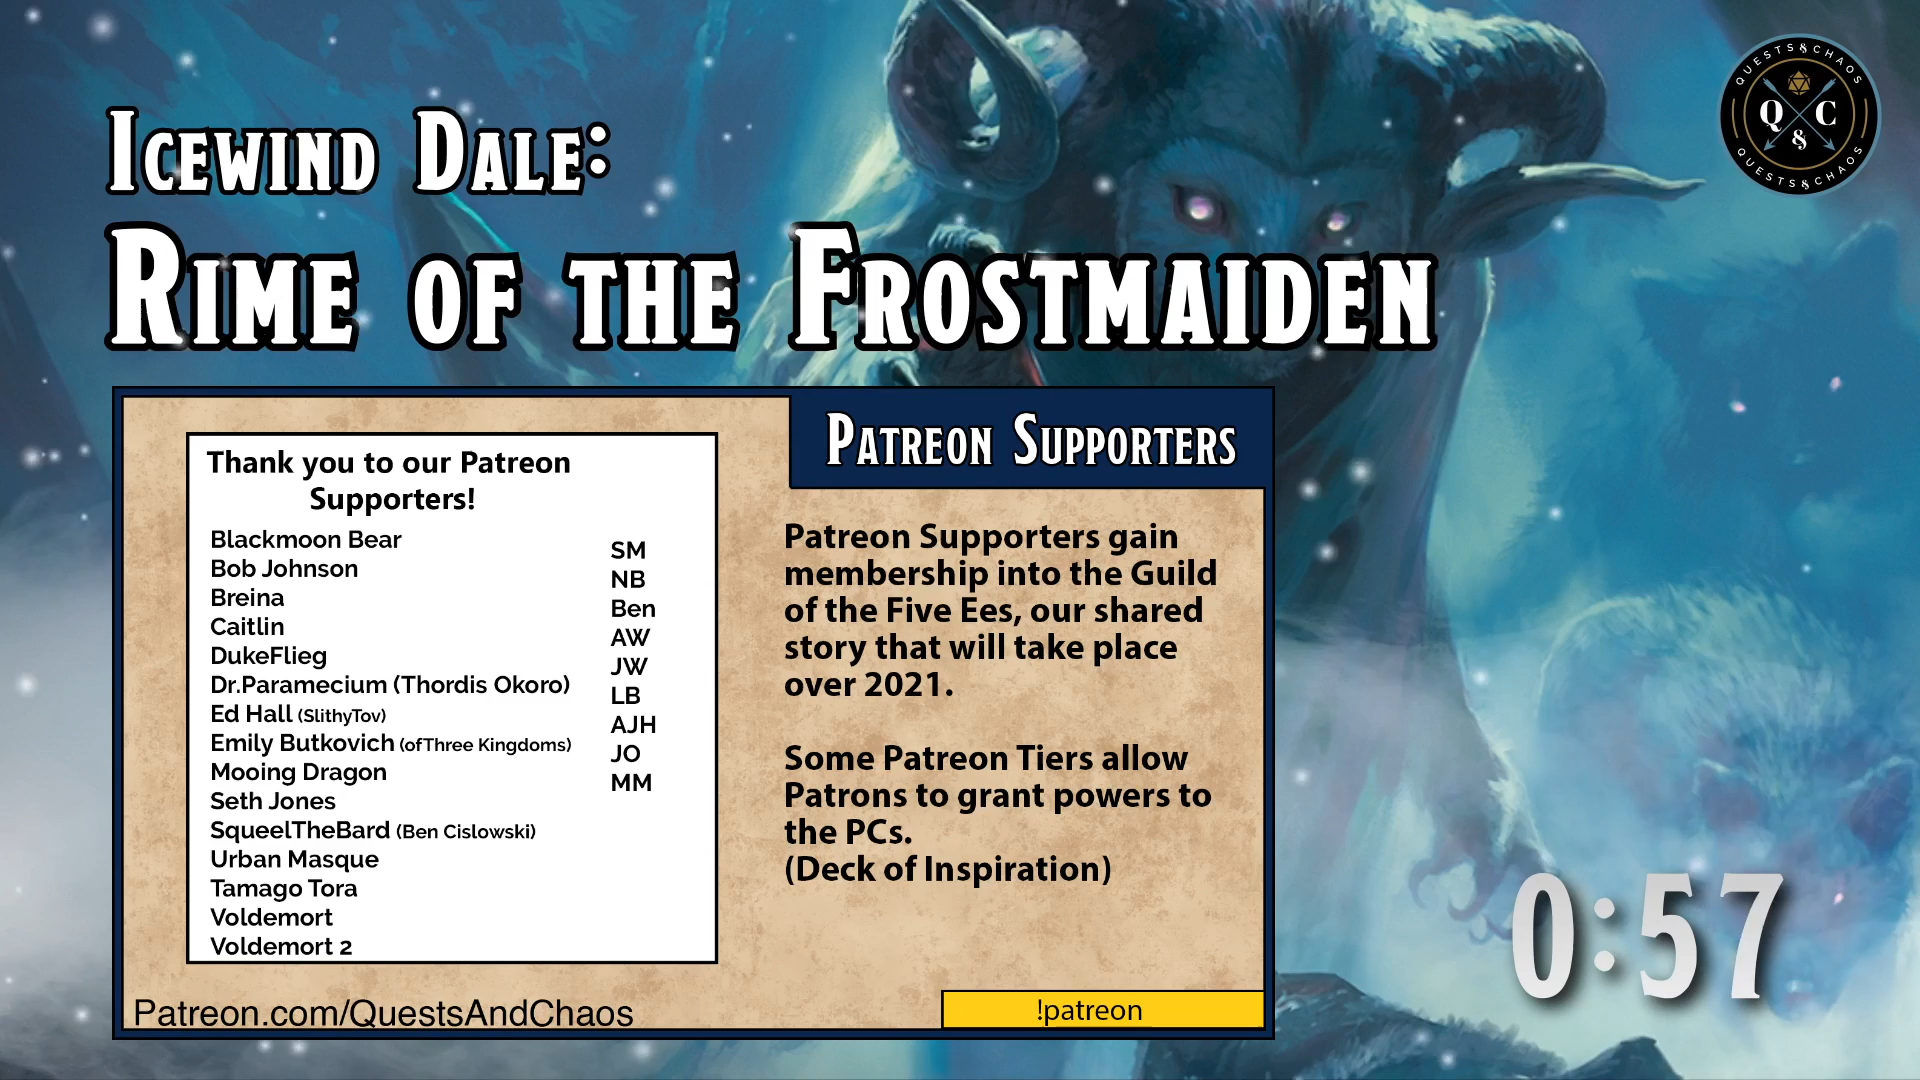 Icewind Dale:
Rime of the Frostmaiden
QUESTS & CHAOS
Q & C
QUESTS & CHAOS
Patreon Supporters
Thank you to our Patreon
Supporters!
Blackmoon Bear
Bob Johnson
Breina
Caitlin
DukeFlieg
Dr.Paramecium (Thordis Okoro)
Ed Hall (SlithyTov)
Emily Butkovich (ofThree Kingdoms)
Mooing Dragon
Seth Jones
SqueelTheBard (Ben Cislowski)
Urban Masque
Tamago Tora
Voldemort
Voldemort 2
SM
NB
Ben
AW
JW
LB
AJH
JO
MM
Patreon Supporters gain
membership into the Guild
of the Five Ees, our shared
story that will take place
over 2021.
Some Patreon Tiers allow
Patrons to grant powers to
the PCs.
(Deck of Inspiration)
Patreon.com/QuestsAndChaos
!patreon
0:57